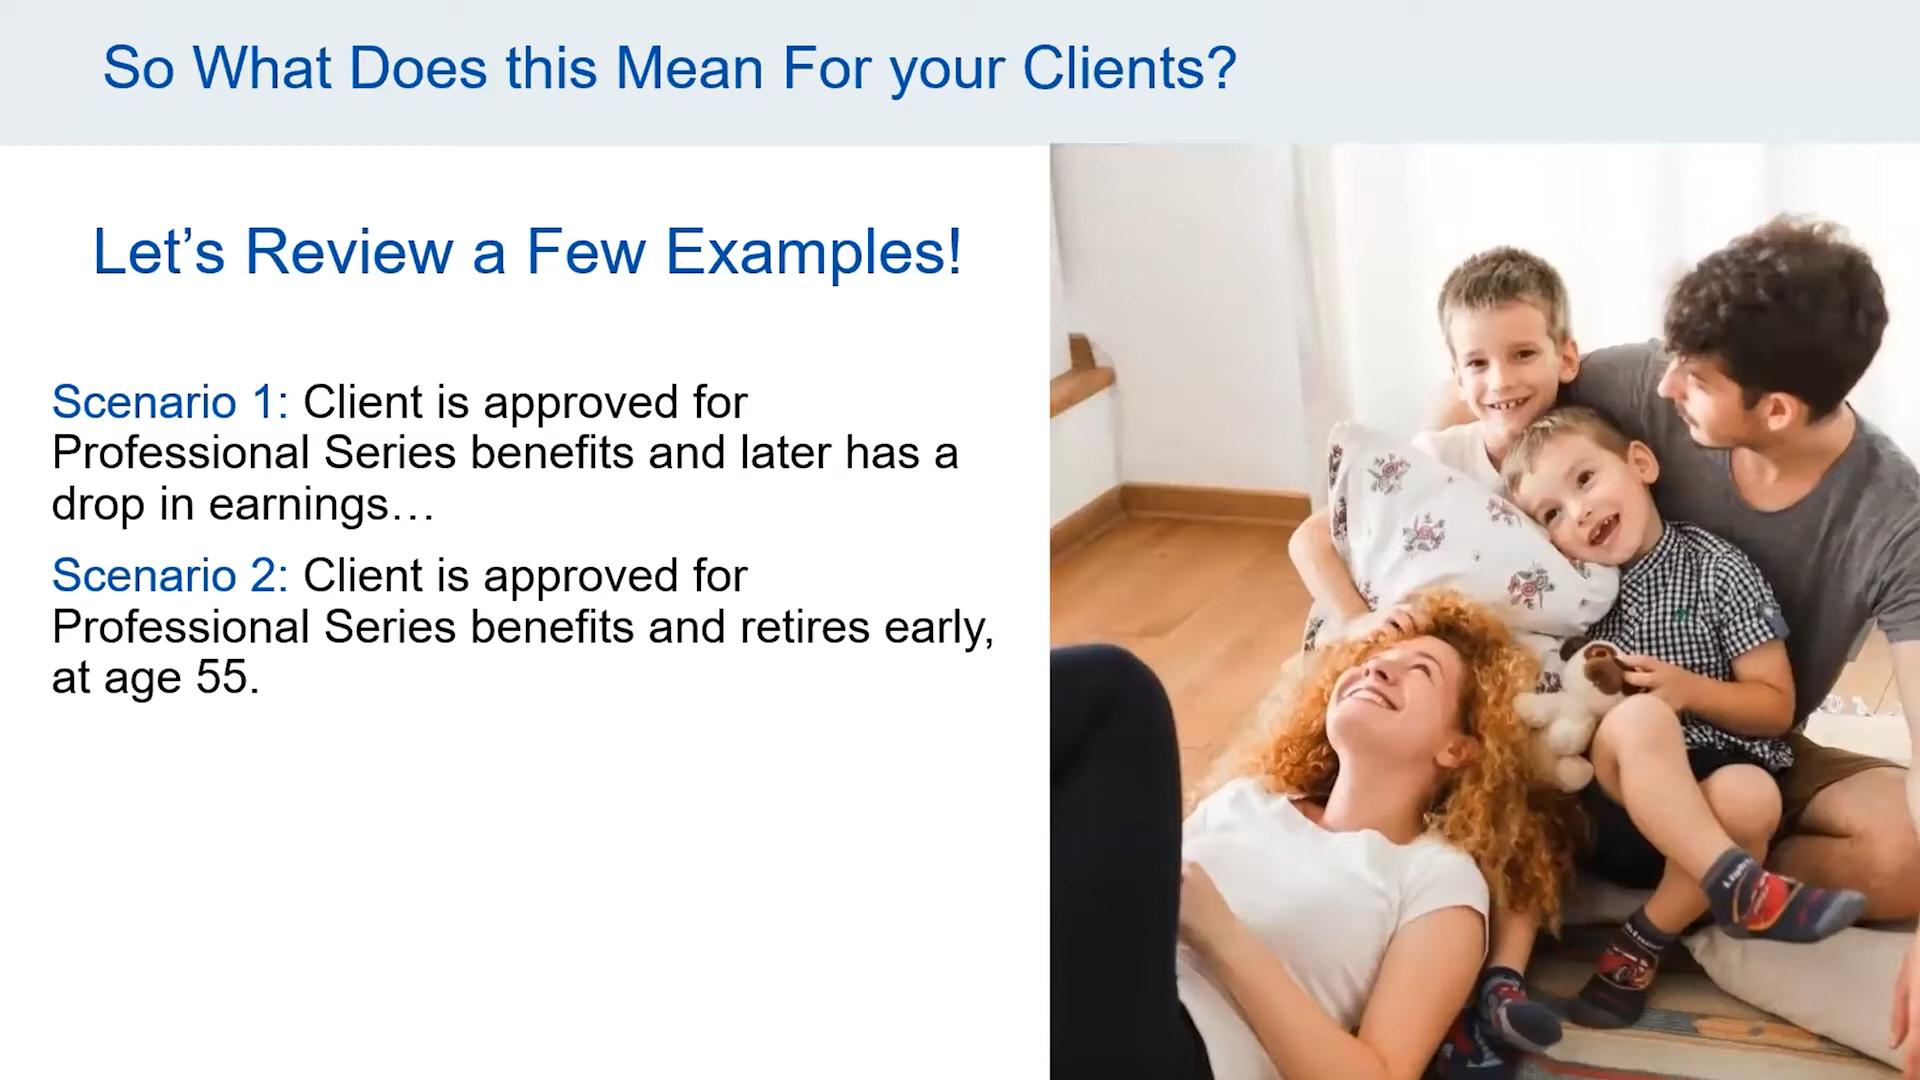 So What Does this Mean For your Clients?
Let’s Review a Few Examples!
Scenario 1: Client is approved for
Professional Series benefits and later has a
drop in earnings…
Scenario 2: Client is approved for
Professional Series benefits and retires early,
at age 55.